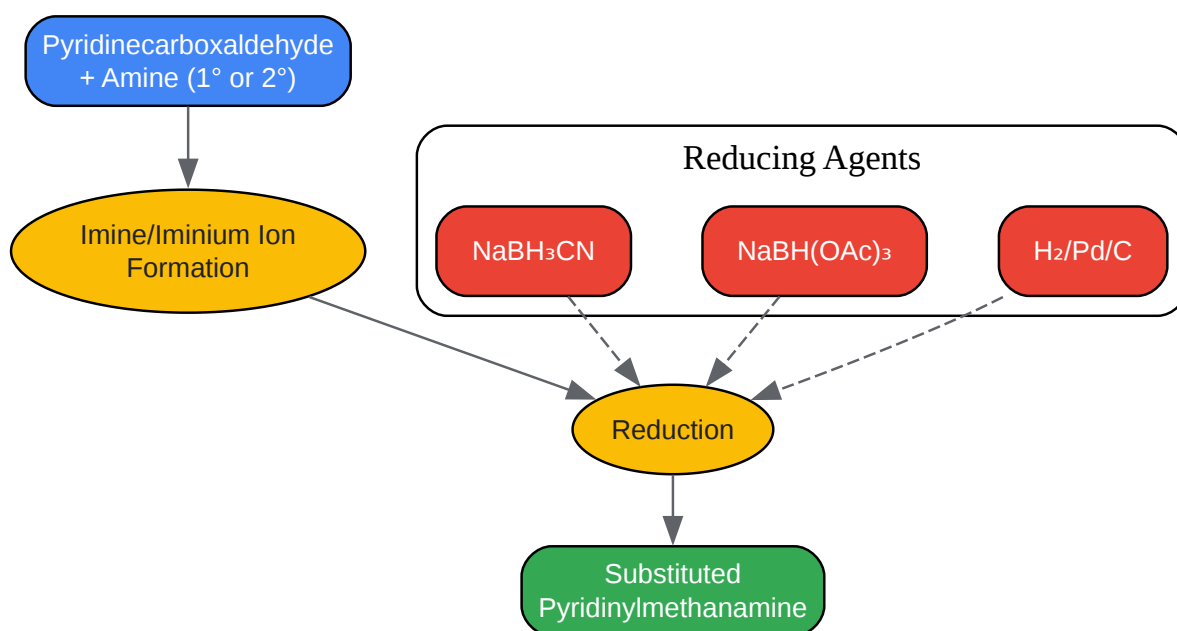 Pyridinecarboxaldehyde
+ Amine (1° or 2°)
Reducing Agents
Imine/Iminium Ion
Formation
NaBH₃CN
NaBH(OAc)₃
H₂/Pd/C
Reduction
Substituted
Pyridinylmethanamine